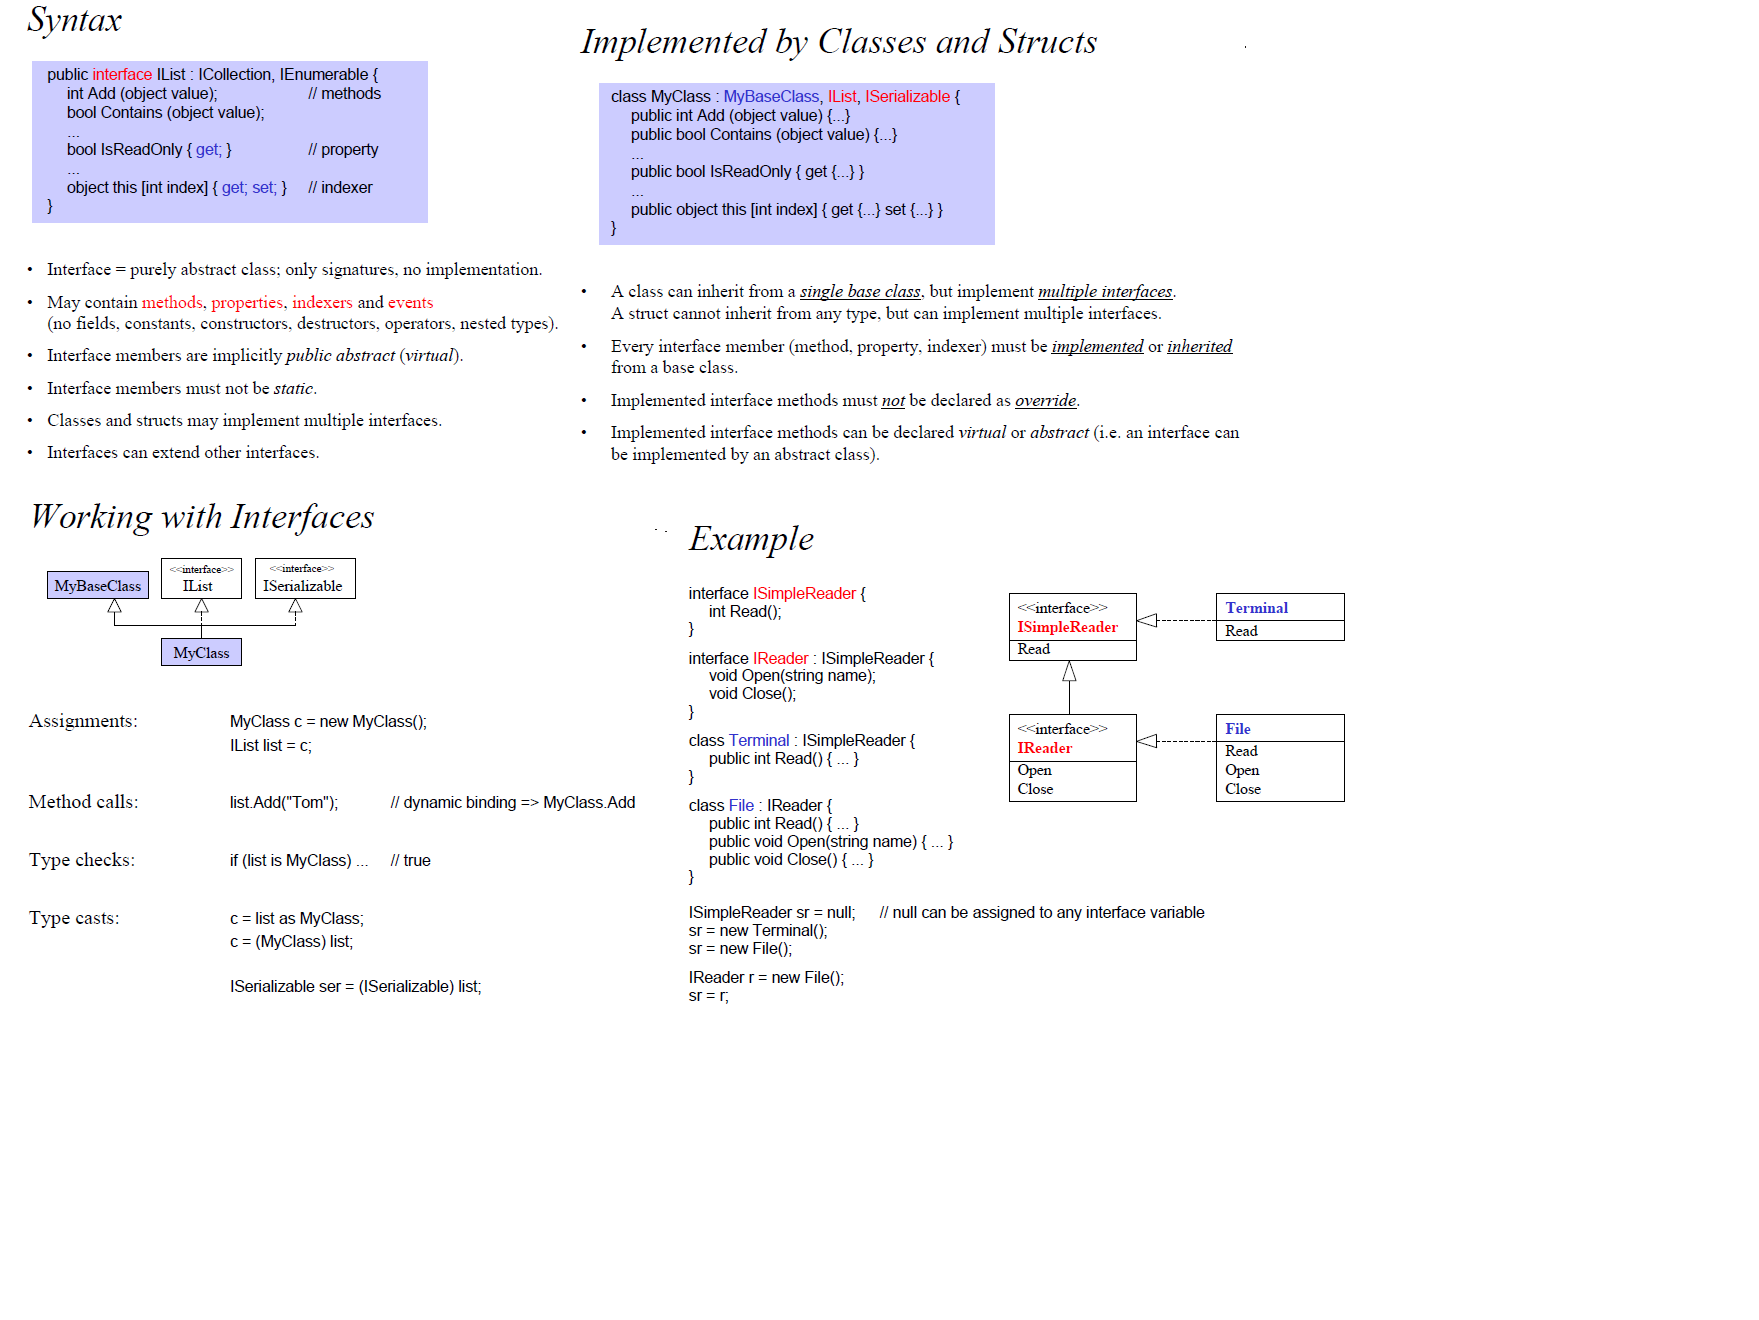 Syntax
public interface IList : ICollection, IEnumerable {
int Add (object value); // methods
bool Contains (object value);
...
bool IsReadOnly { get; } // property
...
object this [int index] { get; set; } // indexer
}
• Interface = purely abstract class; only signatures, no implementation.
• May contain methods, properties, indexers and events
(no fields, constants, constructors, destructors, operators, nested types).
• Interface members are implicitly public abstract (virtual).
• Interface members must not be static.
• Classes and structs may implement multiple interfaces.
• Interfaces can extend other interfaces.
Implemented by Classes and Structs
class MyClass : MyBaseClass, IList, ISerializable {
public int Add (object value) {...}
public bool Contains (object value) {...}
...
public bool IsReadOnly { get {...} }
...
public object this [int index] { get {...} set {...} }
}
• A class can inherit from a single base class, but implement multiple interfaces.
A struct cannot inherit from any type, but can implement multiple interfaces.
• Every interface member (method, property, indexer) must be implemented or inherited
from a base class.
• Implemented interface methods must not be declared as override.
• Implemented interface methods can be declared virtual or abstract (i.e. an interface can
be implemented by an abstract class).
Working with Interfaces
MyBaseClass
<<interface>>
IList
<<interface>>
ISerializable
MyClass
Assignments: MyClass c = new MyClass();
IList list = c;
Method calls: list.Add("Tom"); // dynamic binding => MyClass.Add
Type checks: if (list is MyClass) ... // true
Type casts: c = list as MyClass;
c = (MyClass) list;
ISerializable ser = (ISerializable) list;
Example
interface ISimpleReader {
int Read();
}
interface IReader : ISimpleReader {
void Open(string name);
void Close();
}
class Terminal : ISimpleReader {
public int Read() { ... }
}
class File : IReader {
public int Read() { ... }
public void Open(string name) { ... }
public void Close() { ... }
}
ISimpleReader sr = null; // null can be assigned to any interface variable
sr = new Terminal();
sr = new File();
IReader r = new File();
sr = r;
<<interface>>
ISimpleReader
Read
Terminal
Read
<<interface>>
IReader
Open
Close
File
Read
Open
Close